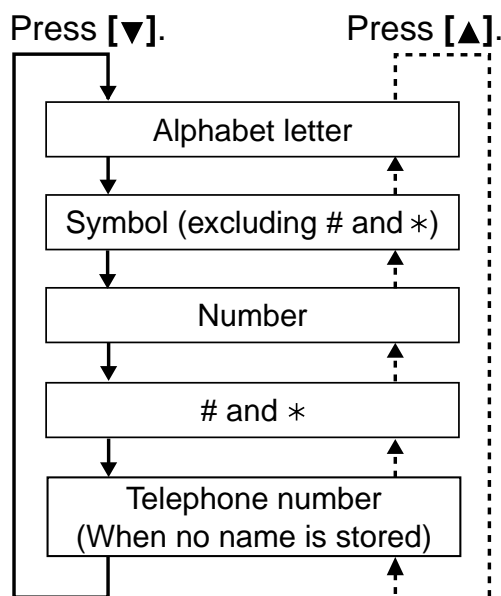 Press [▼].
Press [▲].
Alphabet letter
Symbol (excluding # and ＊)
Number
# and ＊
Telephone number
(When no name is stored)